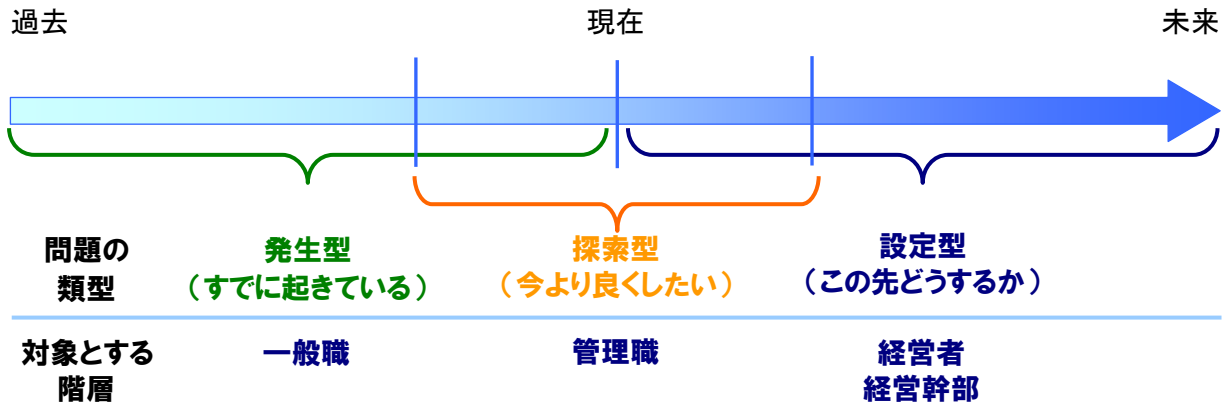 過去 現在 未来
問題の 発生型 探索型 設定型
類型 （すでに起きている） （今より良くしたい） （この先どうするか）
対象とする 一般職 管理職 経営者
階層 経営幹部